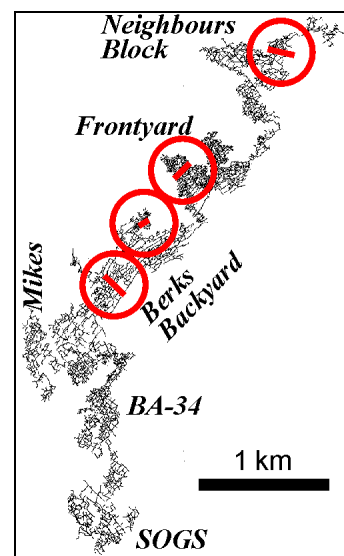 Neighbours
Block
Frontyard
Mikes
Berks
Backyard
BA-34
1 km
SOGS